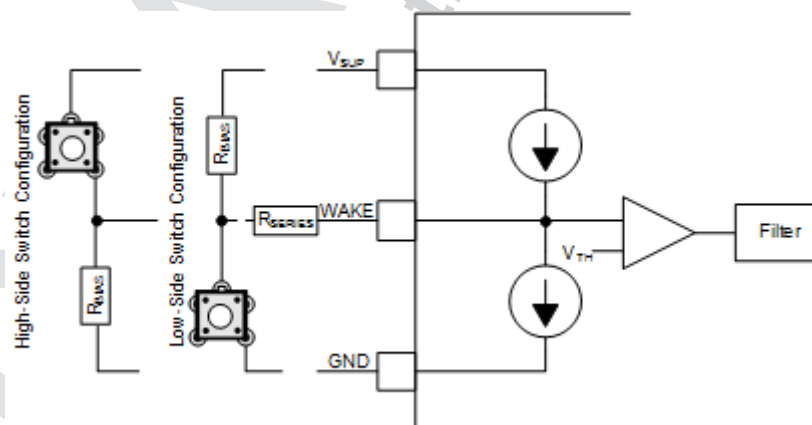 High-Side Switch Configuration
RBIAS
Low-Side Switch Configuration
RBIAS
RSERIES
VSUP
WAKE
GND
VTH
Filter